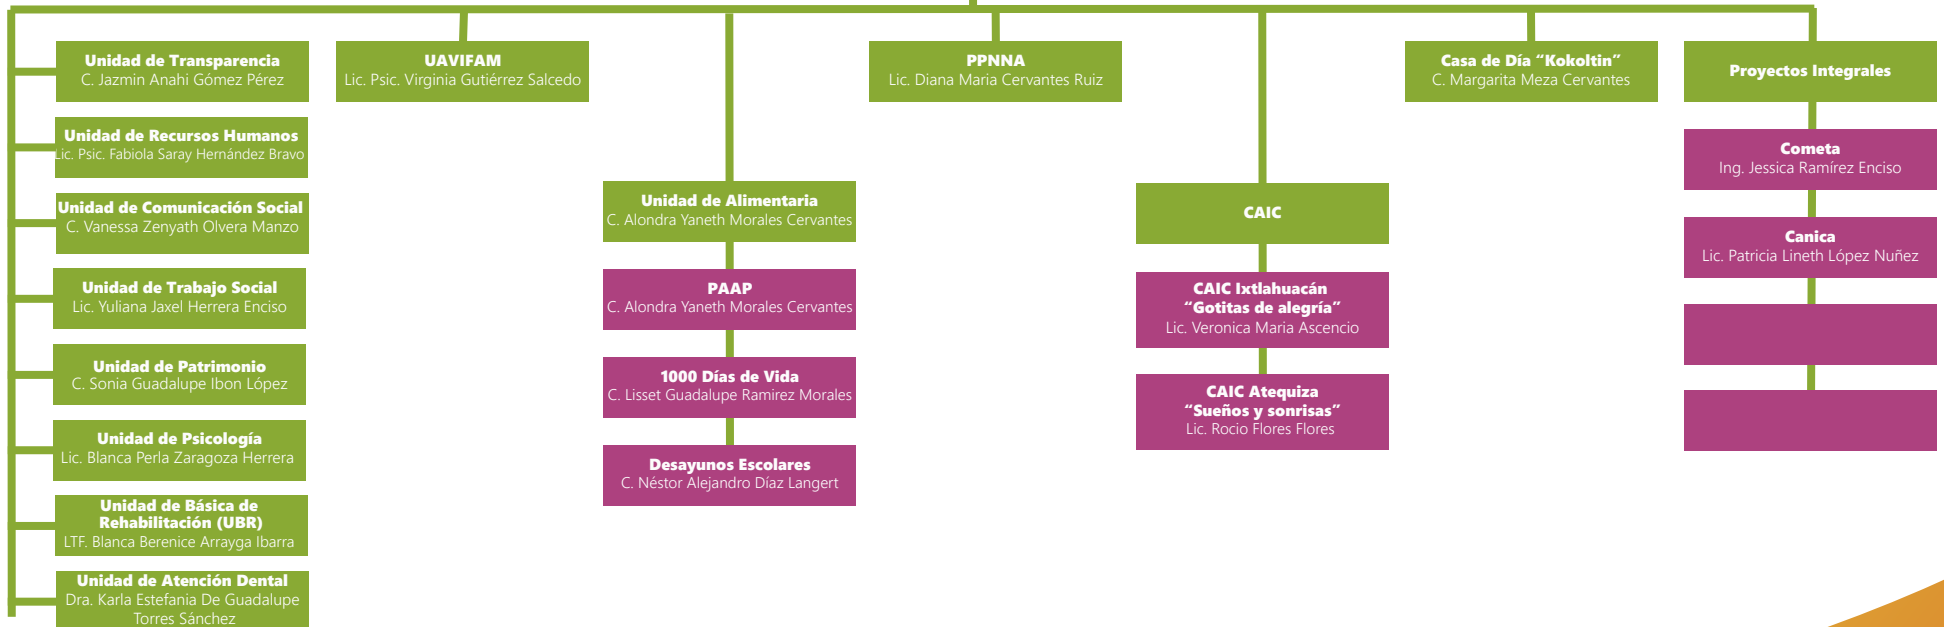 Unidad de Transparencia
C. Jazmin Anahi Gómez Pérez
Unidad de Recursos Humanos
Lic. Psic. Fabiola Saray Hernández Bravo
Unidad de Comunicación Social
C. Vanessa Zenyath Olvera Manzo
Unidad de Trabajo Social
Lic. Yuliana Jaxel Herrera Enciso
Unidad de Patrimonio
C. Sonia Guadalupe Ibon López
Unidad de Psicología
Lic. Blanca Perla Zaragoza Herrera
Unidad de Básica de
Rehabilitación (UBR)
LTF. Blanca Berenice Arrayga Ibarra
Unidad de Atención Dental
Dra. Karla Estefania De Guadalupe
Torres Sánchez
UAVIFAM
Lic. Psic. Virginia Gutiérrez Salcedo
Unidad de Alimentaria
C. Alondra Yaneth Morales Cervantes
PAAP
C. Alondra Yaneth Morales Cervantes
1000 Días de Vida
C. Lisset Guadalupe Ramirez Morales
Desayunos Escolares
C. Néstor Alejandro Díaz Langert
PPNNA
Lic. Diana Maria Cervantes Ruiz
CAIC
CAIC Ixtlahuacán
“Gotitas de alegría”
Lic. Veronica Maria Ascencio
CAIC Atequiza
“Sueños y sonrisas”
Lic. Rocio Flores Flores
Casa de Día “Kokoltin”
C. Margarita Meza Cervantes
Proyectos Integrales
Cometa
Ing. Jessica Ramírez Enciso
Canica
Lic. Patricia Lineth López Nuñez